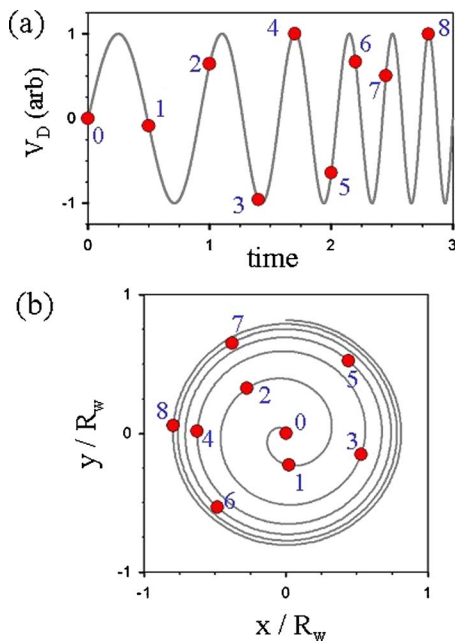 (a)
1
0
-1
V_D (arb)
0 1 2 3 4 5 6 7 8
0 1 2 3
time
(b)
1
0
-1
y / R_w
0 1 2 3 4 5 6 7 8
-1 0 1
x / R_w